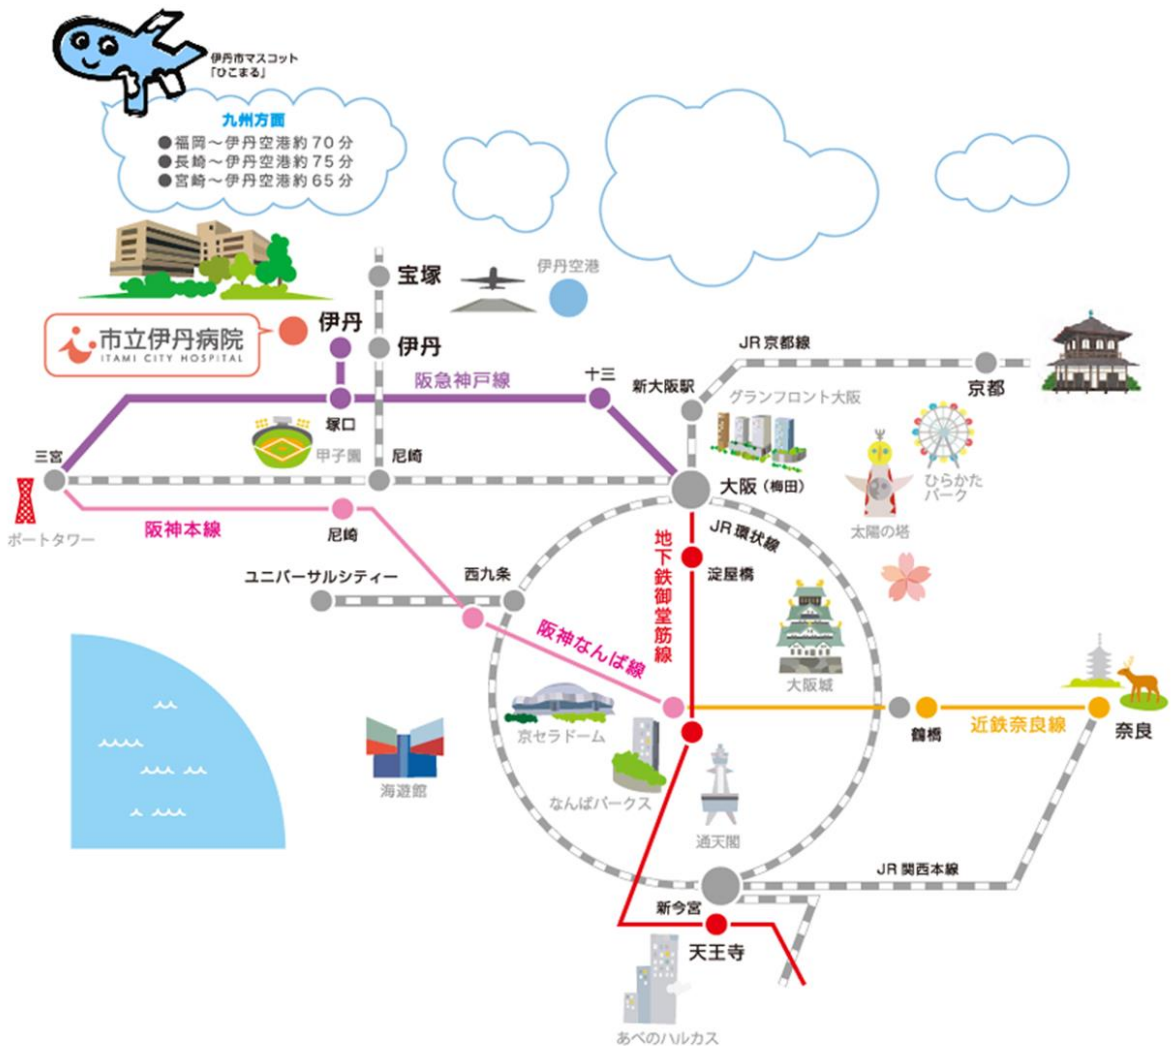 伊丹市マスコット
「ひこまる」
九州方面
●福岡～伊丹空港約70分
●長崎～伊丹空港約75分
●宮崎～伊丹空港約65分
宝塚
伊丹空港
伊丹
市立伊丹病院
ITAMI CITY HOSPITAL
伊丹
JR京都線
阪急神戸線
十三
新大阪駅
京都
グランフロント大阪
塚口
甲子園
三宮
尼崎
大阪（梅田）
ひらかた
パーク
ポートタワー
阪神本線
尼崎
JR環状線
太陽の塔
地下鉄御堂筋線
淀屋橋
ユニバーサルシティー
西九条
阪神なんば線
大阪城
京セラドーム
鶴橋
近鉄奈良線
奈良
海遊館
なんばパークス
通天閣
JR関西本線
新今宮
天王寺
あべのハルカス